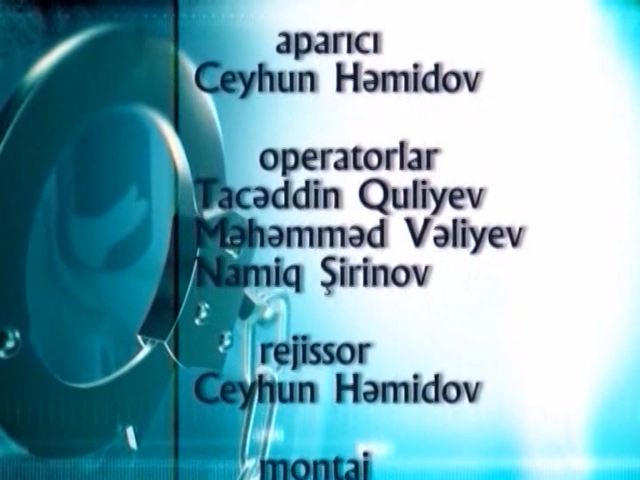 aparıcı
Ceyhun Həmidov
operatorlar
Tacəddin Quliyev
Məhəmməd Vəliyev
Namiq Şirinov
rejissor
Ceyhun Həmidov
montaj